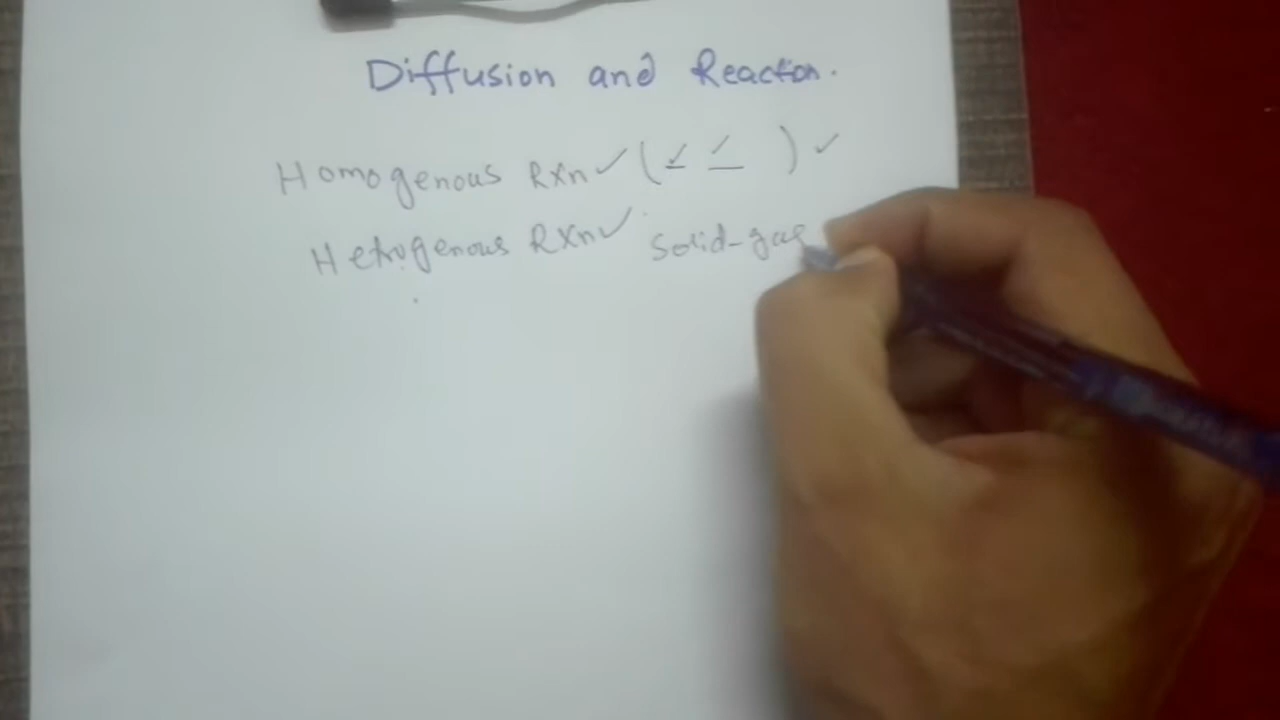 Diffusion and Reaction.
Homogenous Rxn ✓ (✓ ✓ ) ✓
Hetrogenous Rxn ✓ Solid-gas